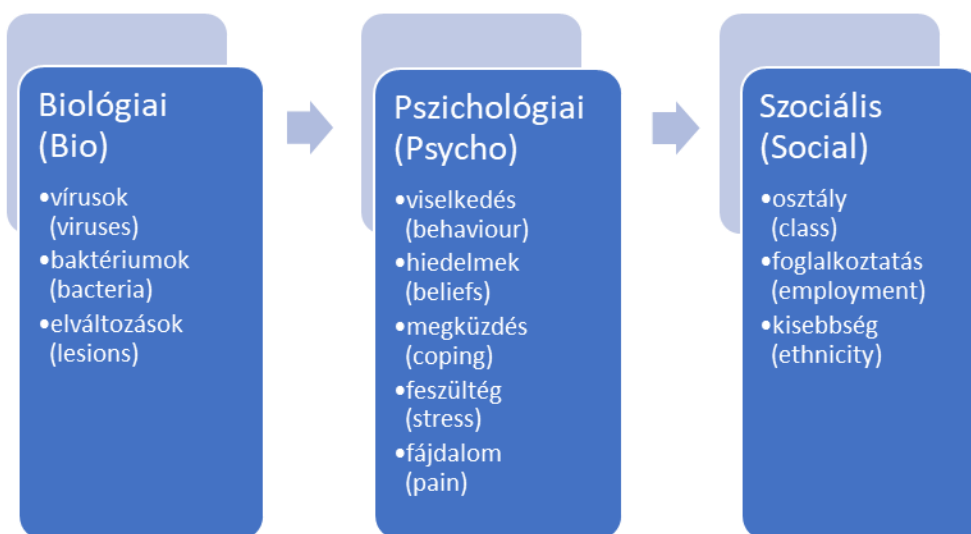 Biológiai
(Bio)
•vírusok
(viruses)
•baktériumok
(bacteria)
•elváltozások
(lesions)
Pszichológiai
(Psycho)
•viselkedés
(behaviour)
•hiedelmek
(beliefs)
•megküzdés
(coping)
•feszültég
(stress)
•fájdalom
(pain)
Szociális
(Social)
•osztály
(class)
•foglalkoztatás
(employment)
•kisebbség
(ethnicity)